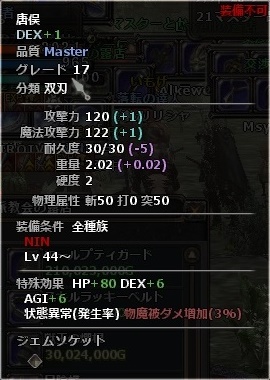 装備不可
唐俣
DEX+1
品質 Master
グレード 17
分類 双刃
攻撃力 120 (+1)
魔法攻撃力 122 (+1)
耐久度 30/30 (-5)
重量 2.02 (+0.02)
硬度 2
物理属性 斬50 打0 突50
装備条件 全種族
NIN
Lv 44～
特殊効果 HP+80 DEX+6
AGI+6
状態異常(発生率) 物魔被ダメ増加(3%)
ジェムソケット
30,024,000G